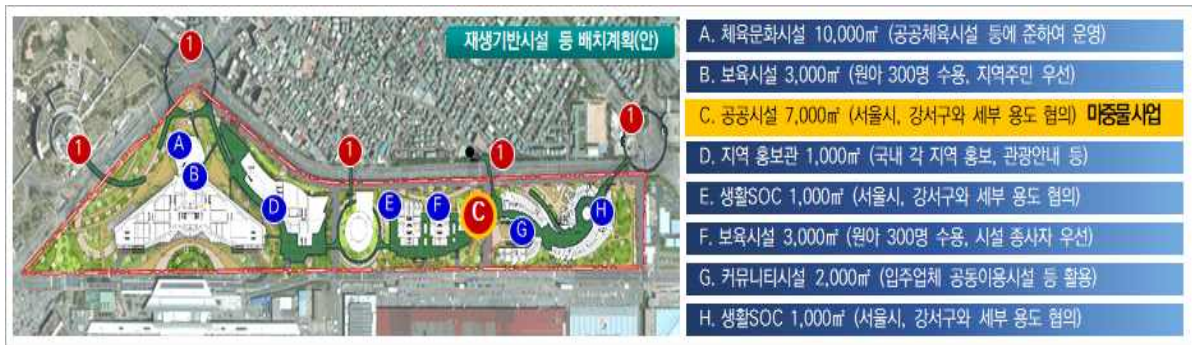 재생기반시설 등 배치계획(안)
1
1
1
1
1
A
B
D
E
F
C
G
H
A. 체육문화시설 10,000㎡ (공공체육시설 등에 준하여 운영)
B. 보육시설 3,000㎡ (원아 300명 수용, 지역주민 우선)
C. 공공시설 7,000㎡ (서울시, 강서구와 세부 용도 협의) 마중물사업
D. 지역 홍보관 1,000㎡ (국내 각 지역 홍보, 관광안내 등)
E. 생활SOC 1,000㎡ (서울시, 강서구와 세부 용도 협의)
F. 보육시설 3,000㎡ (원아 300명 수용, 시설 종사자 우선)
G. 커뮤니티시설 2,000㎡ (입주업체 공동이용시설 등 활용)
H. 생활SOC 1,000㎡ (서울시, 강서구와 세부 용도 협의)